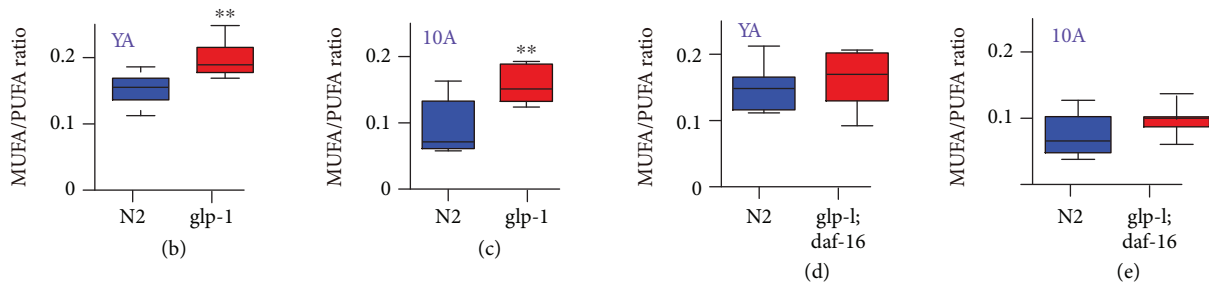 MUFA/PUFA ratio
0.2
0.1
0
YA
**
N2
glp-1
(b)
MUFA/PUFA ratio
0.2
0.1
0
10A
**
N2
glp-1
(c)
MUFA/PUFA ratio
0.2
0.1
0
YA
N2
glp-l;
daf-16
(d)
MUFA/PUFA ratio
0.2
0.1
10A
N2
glp-l;
daf-16
(e)